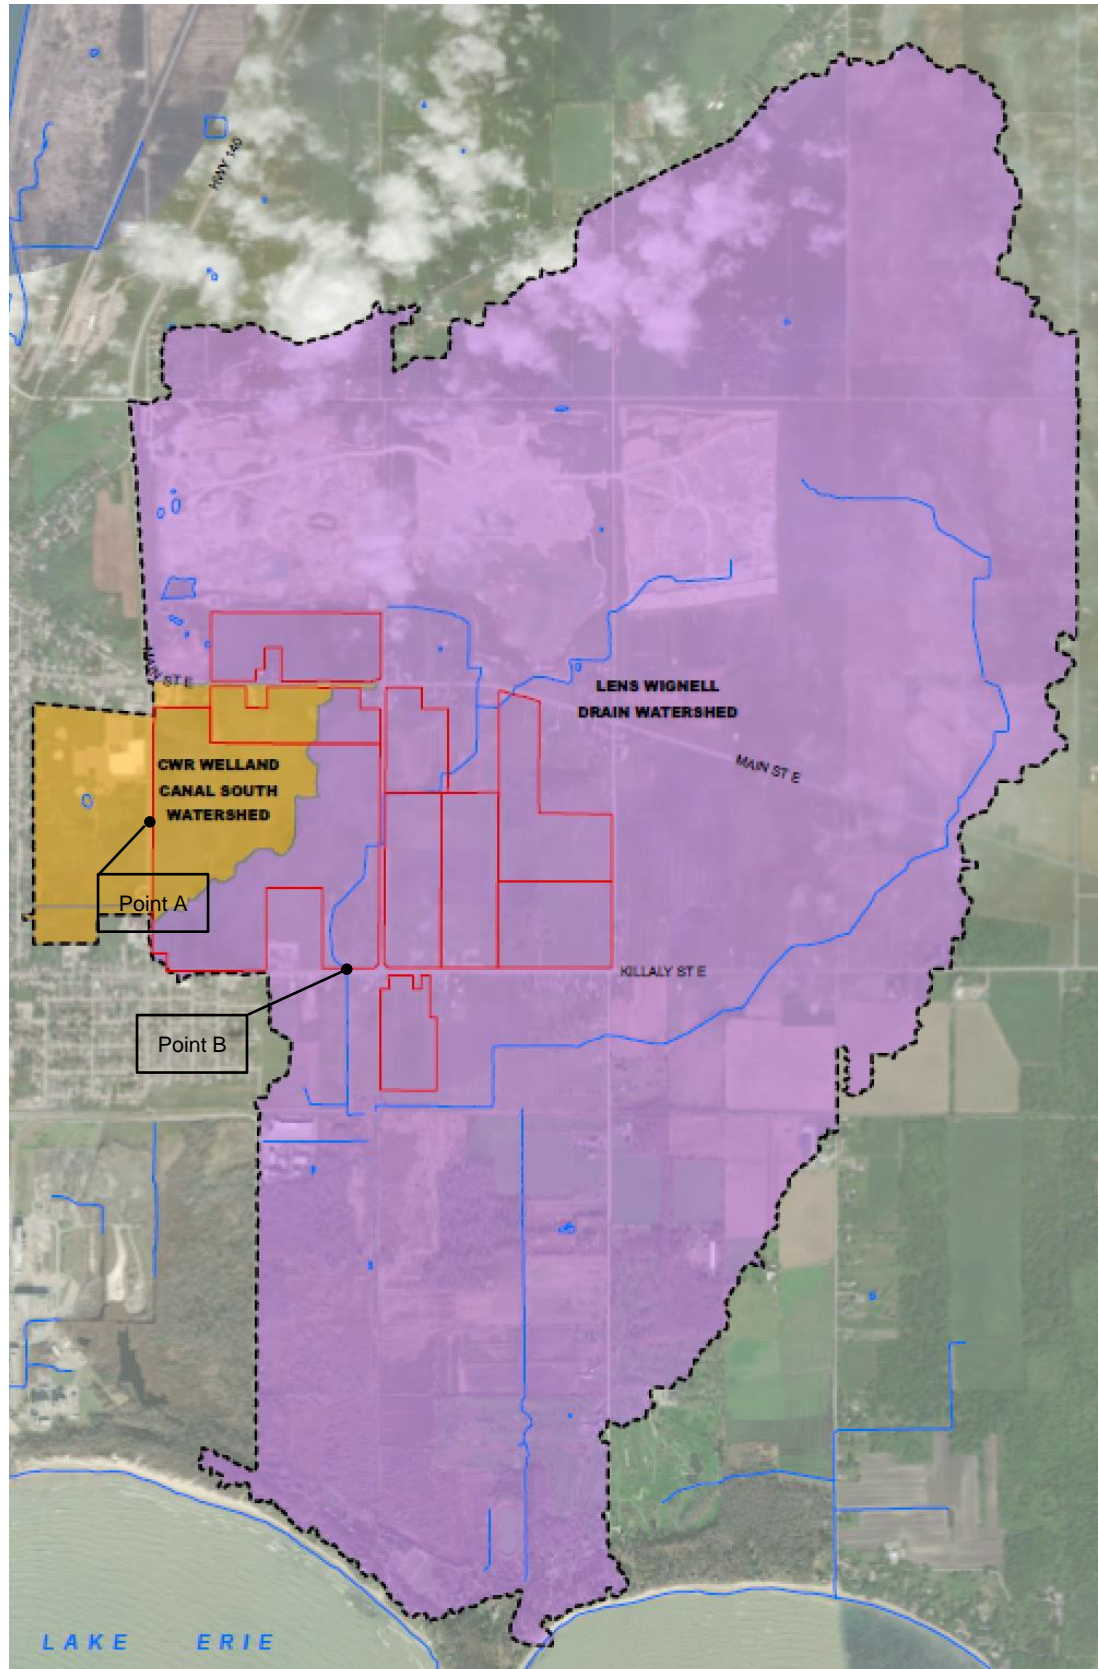 HWY 140
LENS WIGNELL
DRAIN WATERSHED
ST E
MAIN ST E
CWR WELLAND
CANAL SOUTH
WATERSHED
Point A
KILLALY ST E
Point B
LAKE ERIE